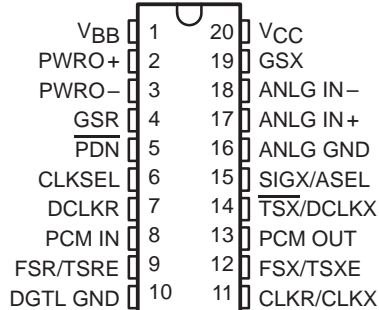 VBB 1 20 VCC
PWRO+ 2 19 GSX
PWRO− 3 18 ANLG IN−
GSR 4 17 ANLG IN+
PDN 5 16 ANLG GND
CLKSEL 6 15 SIGX/ASEL
DCLKR 7 14 TSX/DCLKX
PCM IN 8 13 PCM OUT
FSR/TSRE 9 12 FSX/TSXE
DGTL GND 10 11 CLKR/CLKX